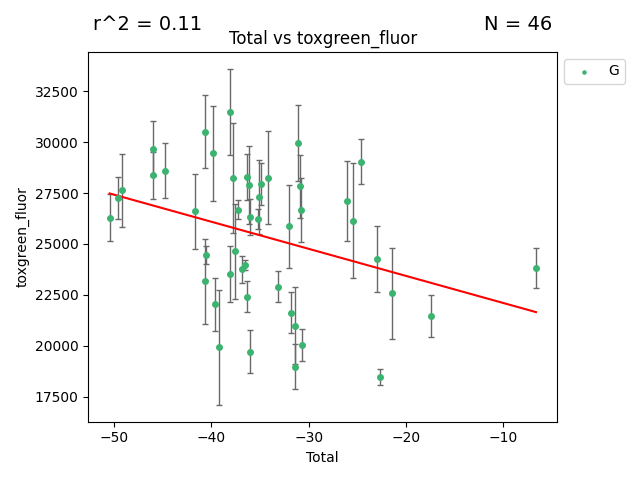 r^2 = 0.11
N = 46
Total vs toxgreen_fluor
G
toxgreen_fluor
32500
30000
27500
25000
22500
20000
17500
−50
−40
−30
−20
−10
Total